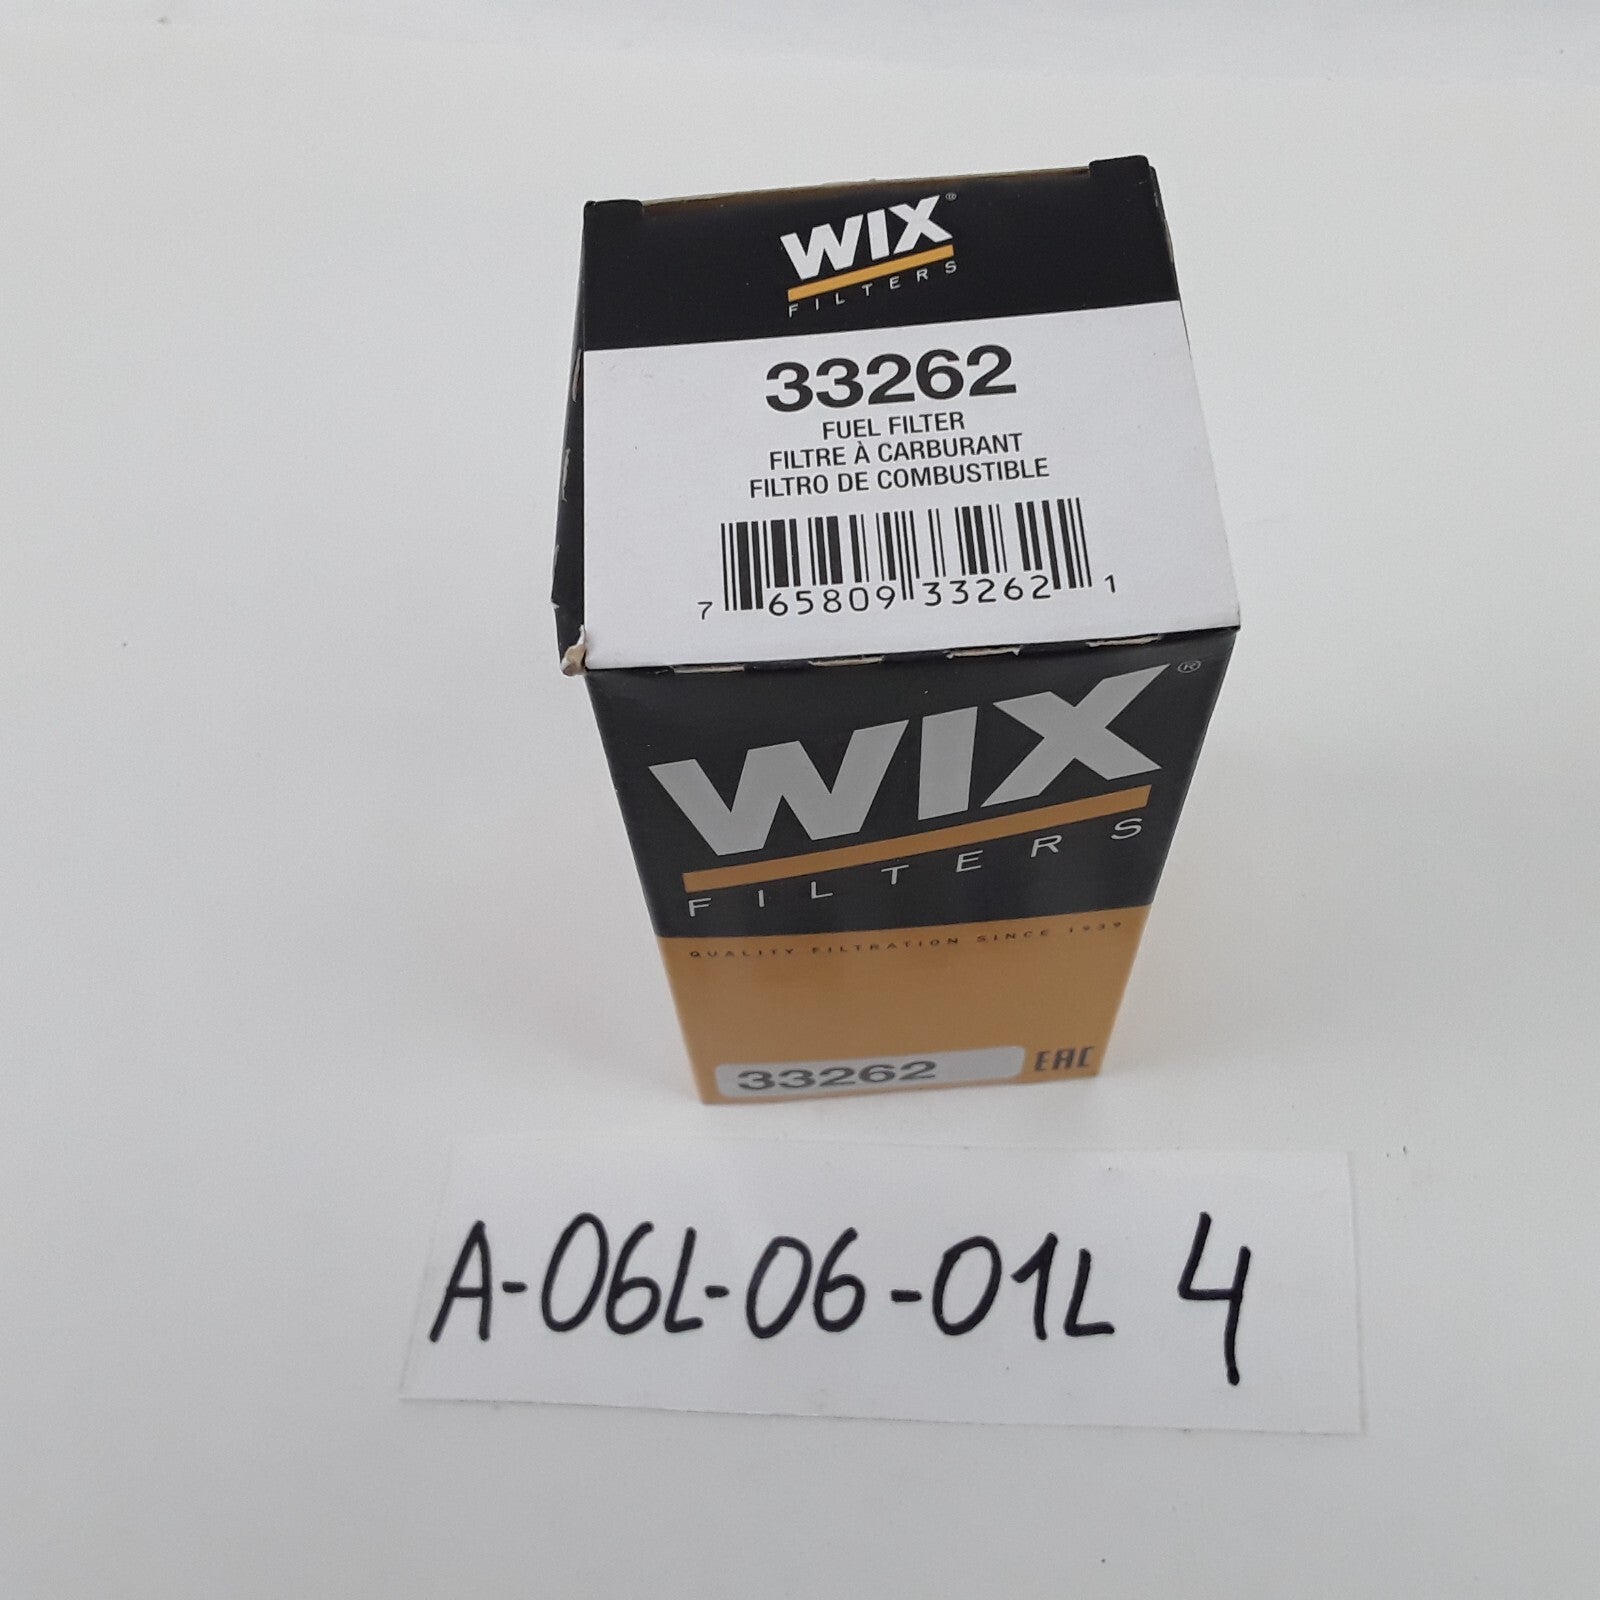 WIX®
FILTERS
33262
FUEL FILTER
FILTRE À CARBURANT
FILTRO DE COMBUSTIBLE
7 65809 33262 1
WIX®
FILTERS
QUALITY FILTRATION SINCE 1939
33262 EAC
A-06L-06-01L 4